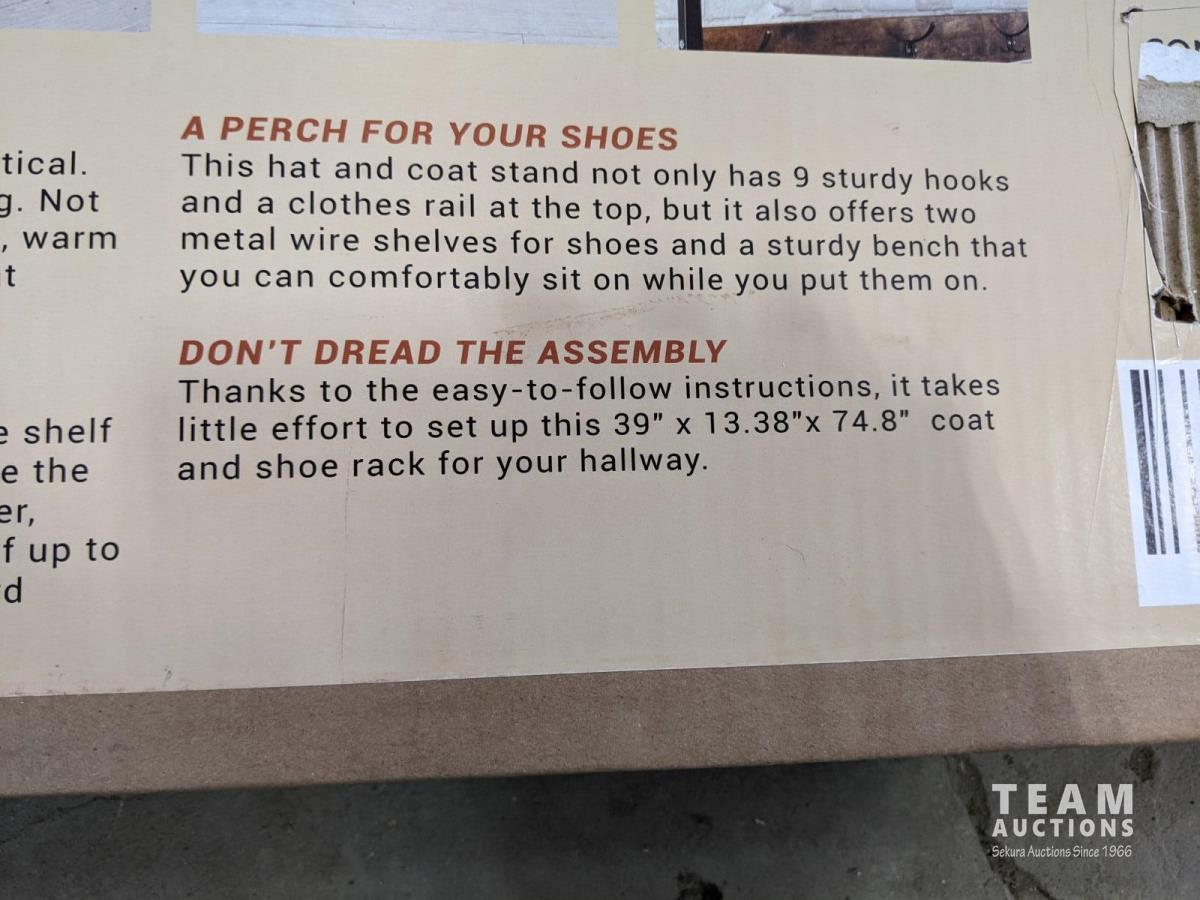 A PERCH FOR YOUR SHOES
This hat and coat stand not only has 9 sturdy hooks
and a clothes rail at the top, but it also offers two
metal wire shelves for shoes and a sturdy bench that
you can comfortably sit on while you put them on.
DON'T DREAD THE ASSEMBLY
Thanks to the easy-to-follow instructions, it takes
little effort to set up this 39" x 13.38"x 74.8" coat
and shoe rack for your hallway.
tical.
g. Not
, warm
t
e shelf
e the
er,
f up to
d
TEAM
AUCTIONS
Sekura Auctions Since 1966